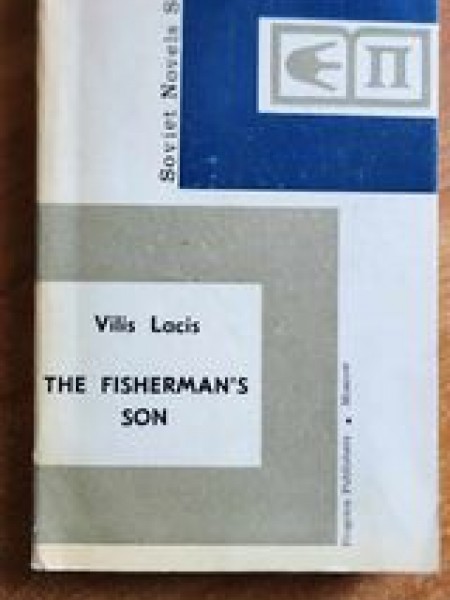 Soviet Novels S
П
Vilis Lacis
THE FISHERMAN'S
SON
Progress Publishers • Moscow